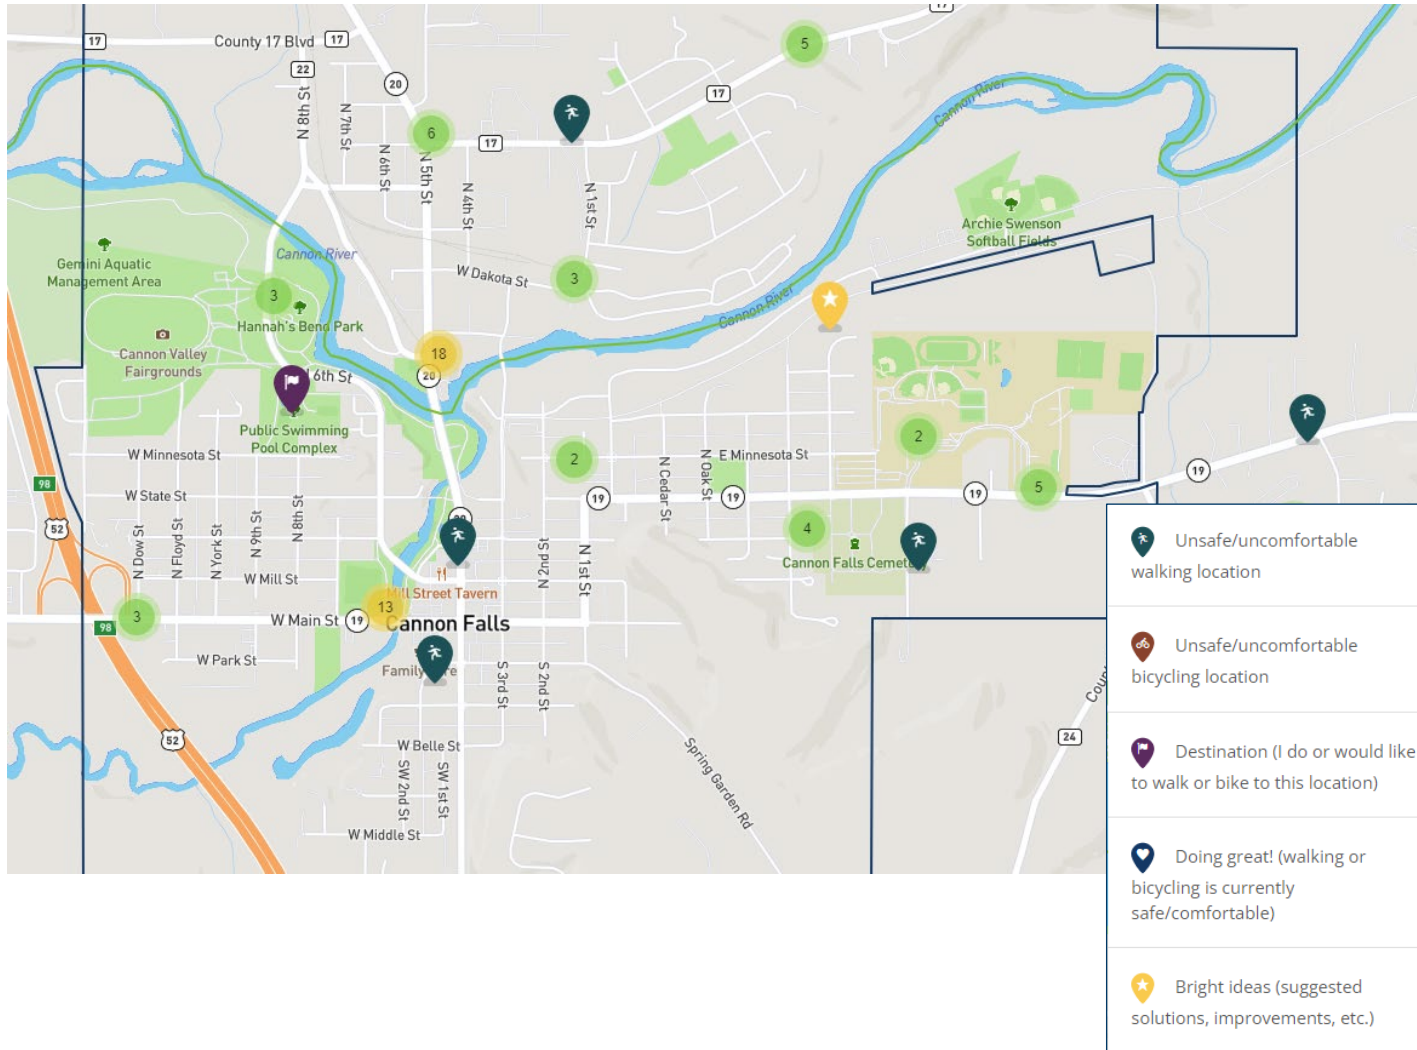 17
17
County 17 Blvd
17
5
22
20
17
N 8th St
N 7th St
N 6th St
6
N 5th St
17
N 4th St
N 1st St
Cannon River
Archie Swenson
Softball Fields
Gemini Aquatic
Management Area
Cannon River
W Dakota St
3
3
Hannah's Bend Park
Cannon River
Cannon Valley
Fairgrounds
18
20
6th St
Public Swimming
Pool Complex
W Minnesota St
2
N Cedar St
N Oak St
E Minnesota St
2
98
W State St
19
19
19
5
19
52
N Dow St
N Floyd St
N York St
N 9th St
N 8th St
4
Cannon Falls
N 2nd St
N 1st St
W Mill St
Mill Street Tavern
3
98
W Main St
19
13
Cannon Falls
W Park St
Family
S 3rd St
S 2nd St
52
W Belle St
SW 2nd St
SW 1st St
Spring Garden Rd
24
W Middle St
Unsafe/uncomfortable
walking location
Unsafe/uncomfortable
bicycling location
Destination (I do or would like
to walk or bike to this location)
Doing great! (walking or
bicycling is currently
safe/comfortable)
Bright ideas (suggested
solutions, improvements, etc.)